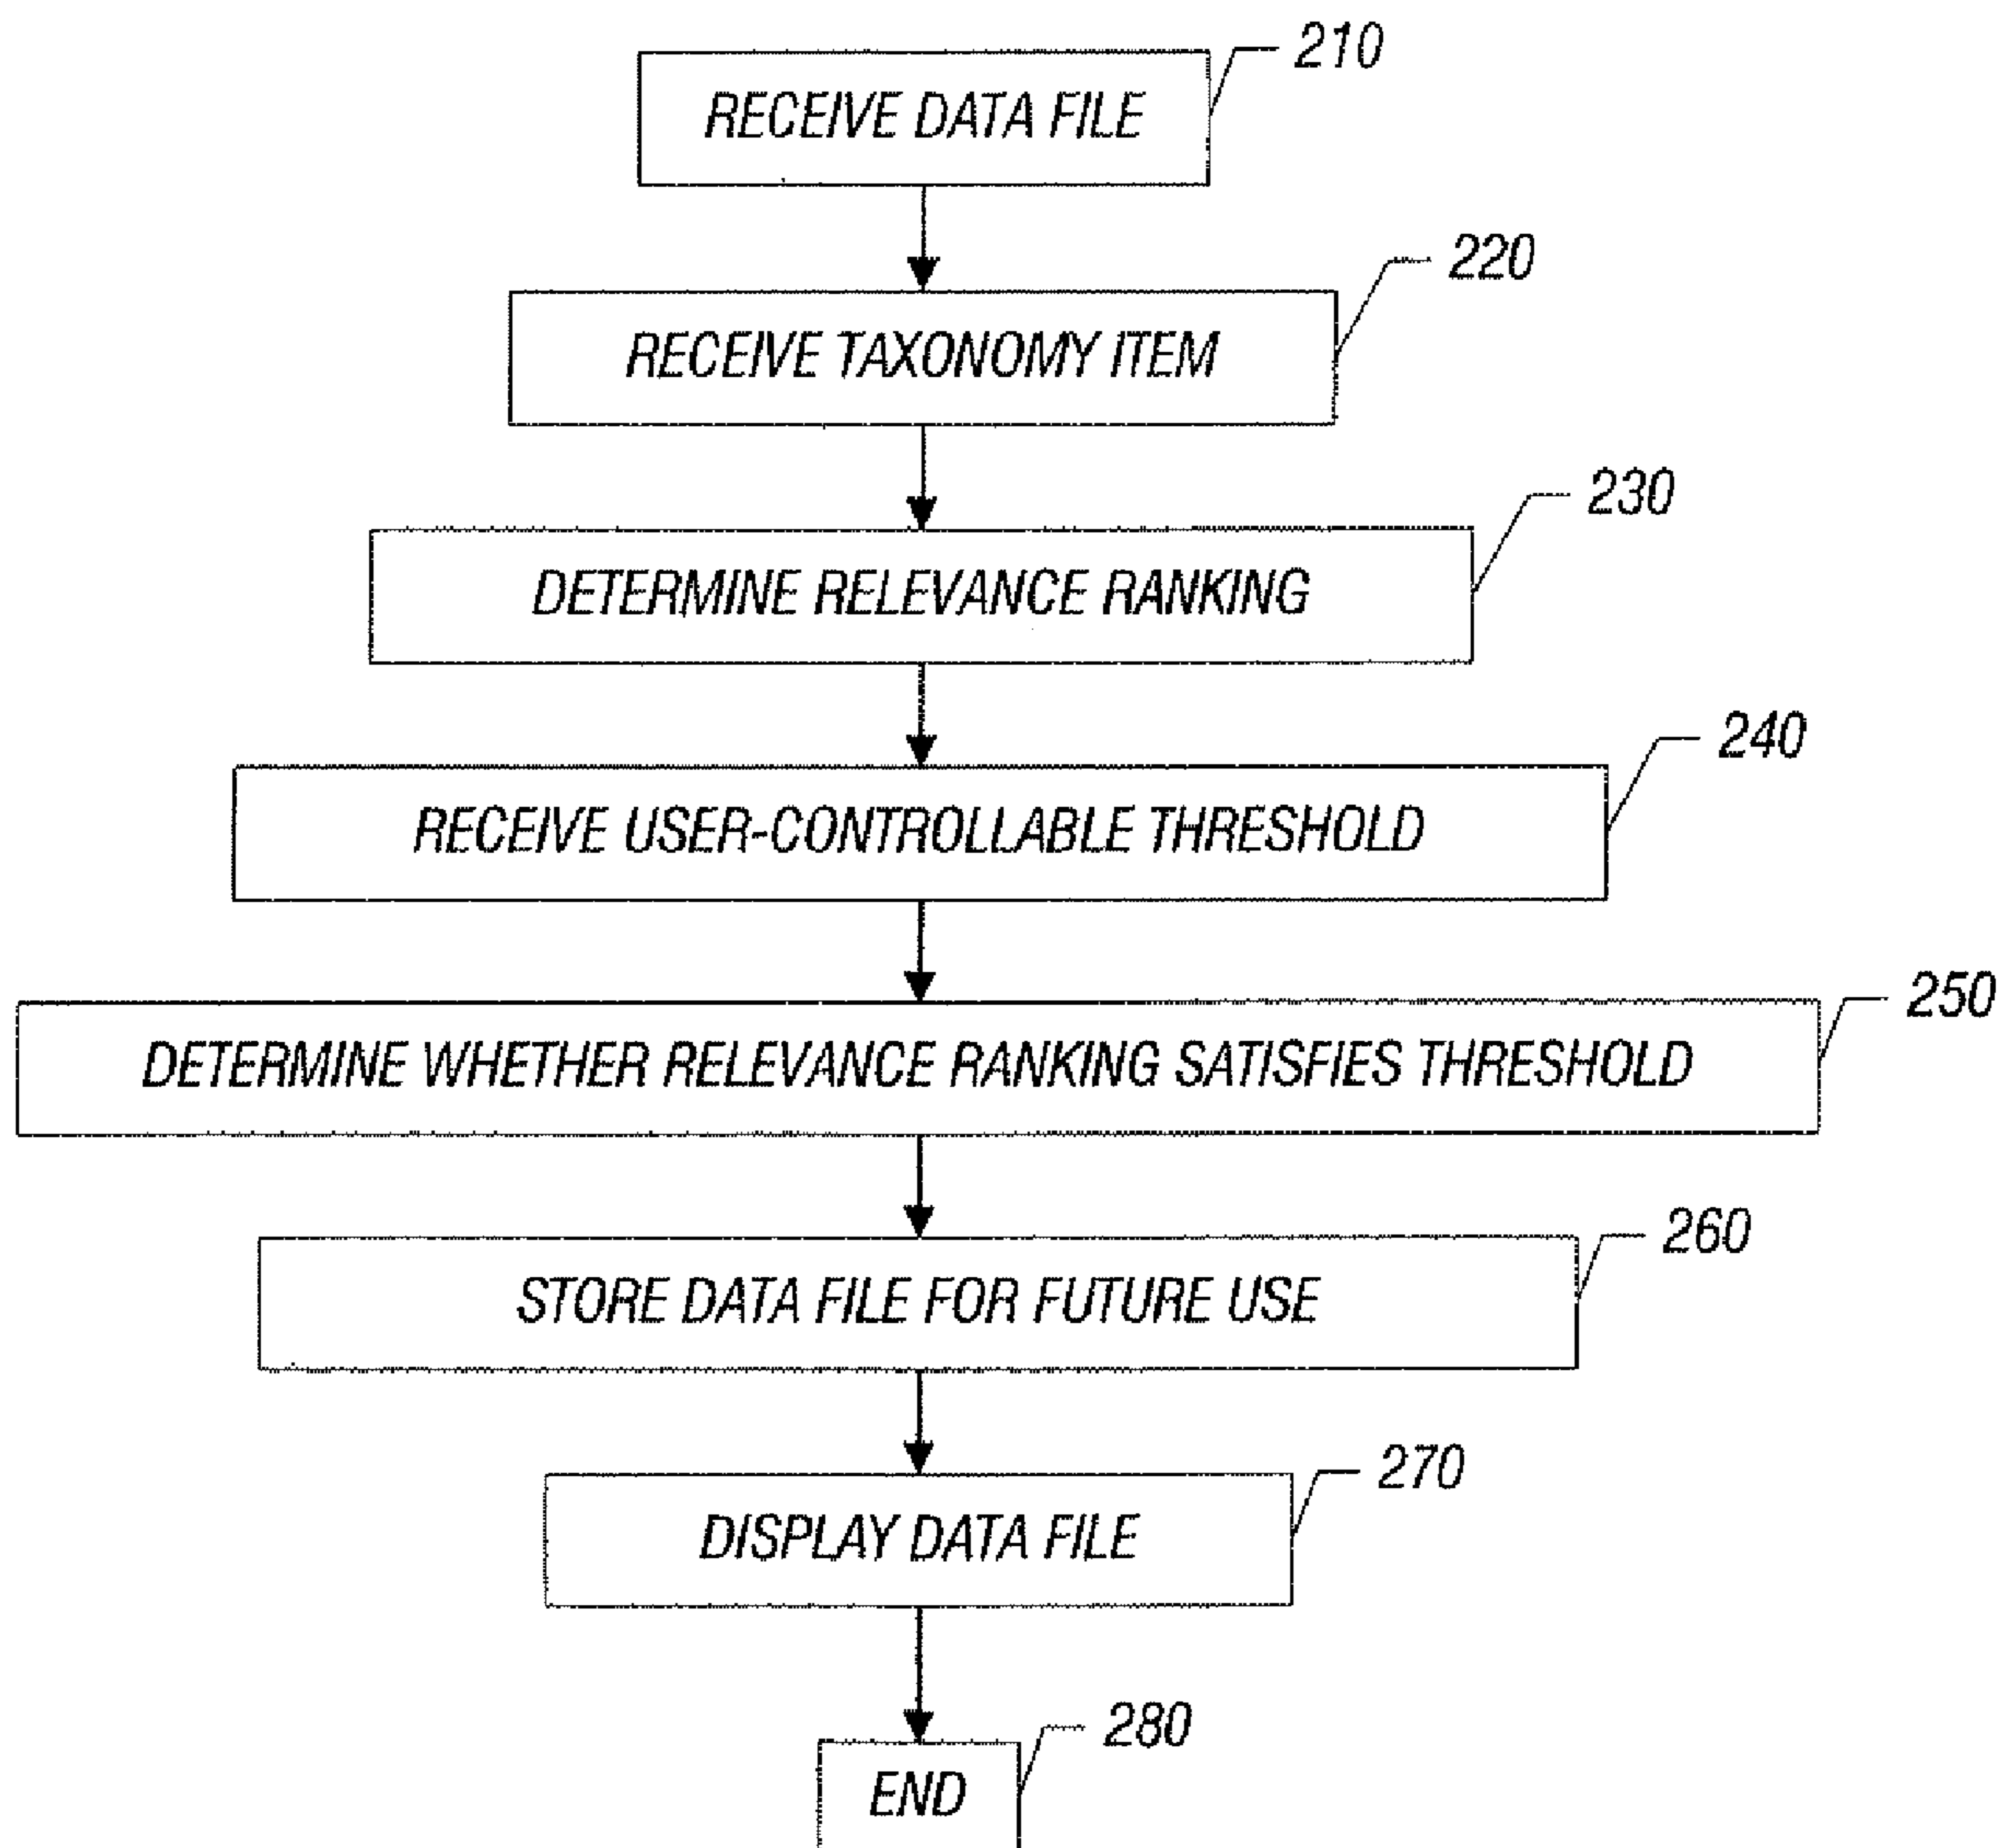 210
RECEIVE DATA FILE
220
RECEIVE TAXONOMY ITEM
230
DETERMINE RELEVANCE RANKING
240
RECEIVE USER-CONTROLLABLE THRESHOLD
250
DETERMINE WHETHER RELEVANCE RANKING SATISFIES THRESHOLD
260
STORE DATA FILE FOR FUTURE USE
270
DISPLAY DATA FILE
280
END